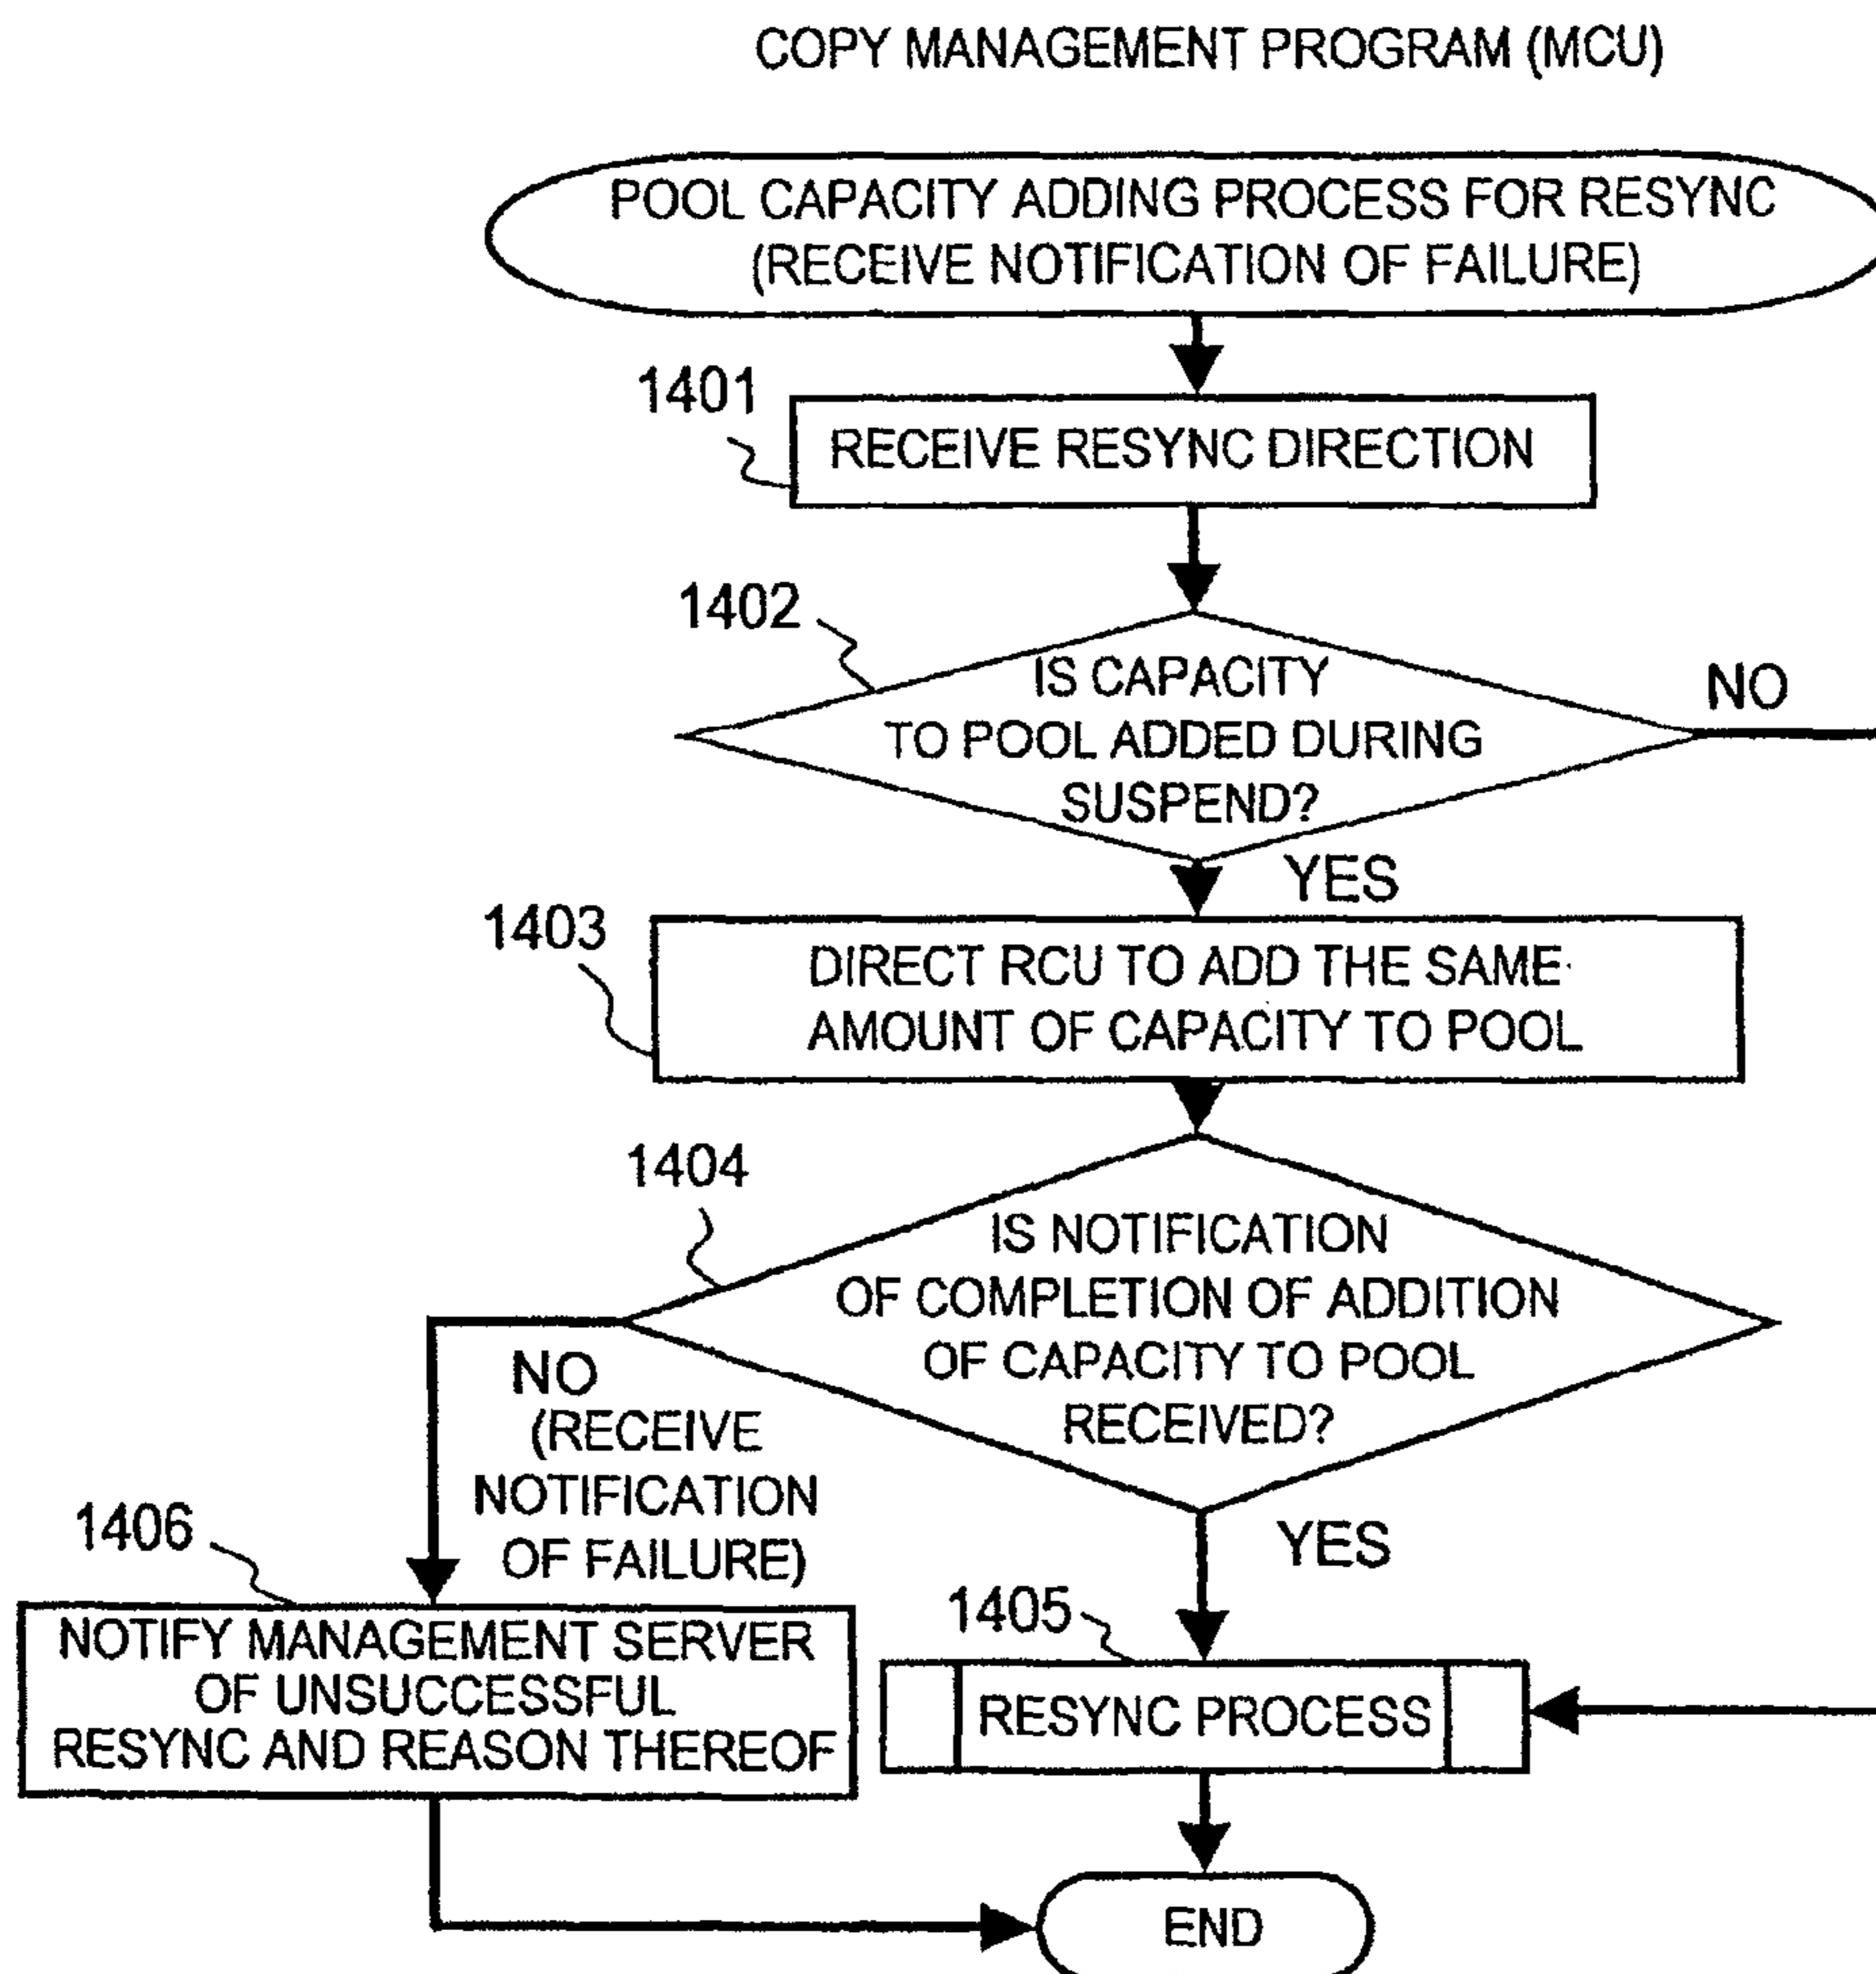 COPY MANAGEMENT PROGRAM (MCU)
POOL CAPACITY ADDING PROCESS FOR RESYNC
(RECEIVE NOTIFICATION OF FAILURE)
1401
RECEIVE RESYNC DIRECTION
1402
IS CAPACITY
TO POOL ADDED DURING
SUSPEND?
NO
YES
1403
DIRECT RCU TO ADD THE SAME
AMOUNT OF CAPACITY TO POOL
1404
IS NOTIFICATION
OF COMPLETION OF ADDITION
OF CAPACITY TO POOL
RECEIVED?
NO
(RECEIVE
NOTIFICATION
OF FAILURE)
YES
1406
NOTIFY MANAGEMENT SERVER
OF UNSUCCESSFUL
RESYNC AND REASON THEREOF
1405
RESYNC PROCESS
END